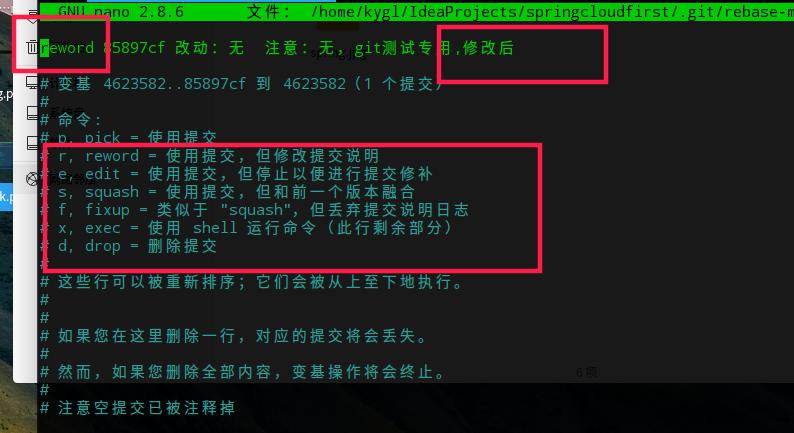 GNU nano 2.8.6 文件: /home/kygl/IdeaProjects/springcloudfirst/.git/rebase-m
reword 85897cf 改动: 无 注意: 无, git测试专用,修改后
# 变基 4623582..85897cf 到 4623582（1 个提交）
#
# 命令:
# p, pick = 使用提交
# r, reword = 使用提交，但修改提交说明
# e, edit = 使用提交，但停止以便进行提交修补
# s, squash = 使用提交，但和前一个版本融合
# f, fixup = 类似于 "squash"，但丢弃提交说明日志
# x, exec = 使用 shell 运行命令（此行剩余部分）
# d, drop = 删除提交
#
# 这些行可以被重新排序；它们会被从上至下地执行。
#
#
# 如果您在这里删除一行，对应的提交将会丢失。
#
# 然而，如果您删除全部内容，变基操作将会终止。
#
# 注意空提交已被注释掉
6 项
g.p
k.p